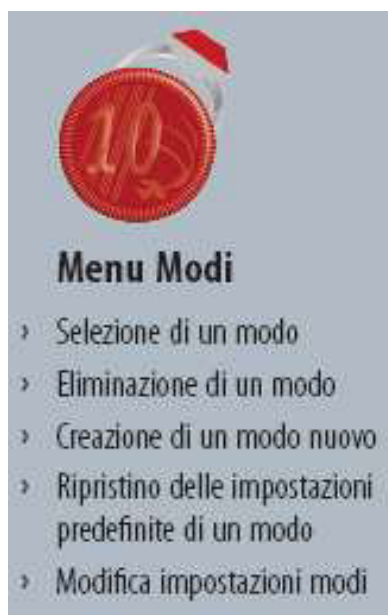 10
Menu Modi
› Selezione di un modo
› Eliminazione di un modo
› Creazione di un modo nuovo
› Ripristino delle impostazioni
predefinite di un modo
› Modifica impostazioni modi